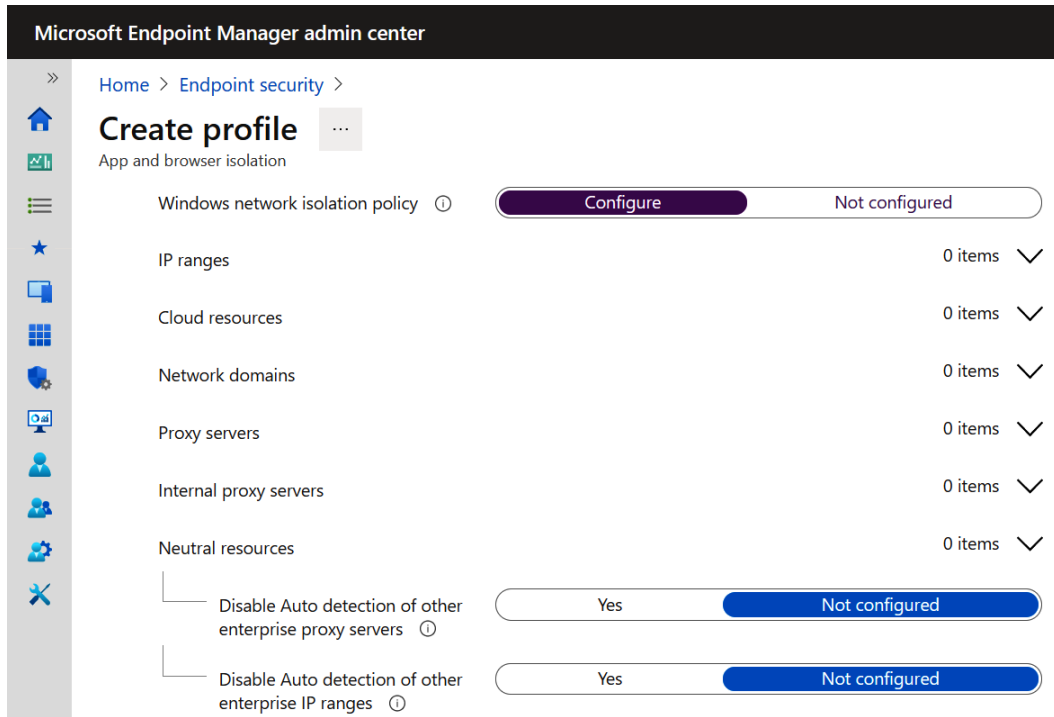 Microsoft Endpoint Manager admin center
Home > Endpoint security >
Create profile ...
App and browser isolation
Windows network isolation policy Configure Not configured
IP ranges 0 items
Cloud resources 0 items
Network domains 0 items
Proxy servers 0 items
Internal proxy servers 0 items
Neutral resources 0 items
Disable Auto detection of other
enterprise proxy servers Yes Not configured
Disable Auto detection of other
enterprise IP ranges Yes Not configured